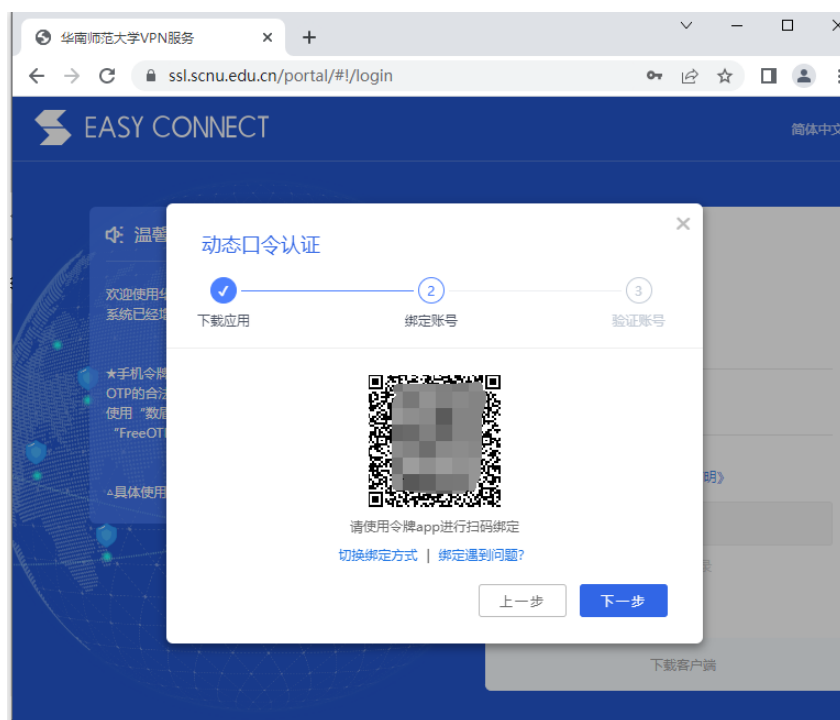 华南师范大学VPN服务
ssl.scnu.edu.cn/portal/#!/login
EASY CONNECT
简体中文
温馨
欢迎使用华
系统已经增
★手机令牌
OTP的合法
使用“数盾
“FreeOT
▵具体使用
动态口令认证
2
3
下载应用
绑定账号
验证账号
请使用令牌app进行扫码绑定
切换绑定方式 | 绑定遇到问题?
上一步
下一步
明》
录
下载客户端